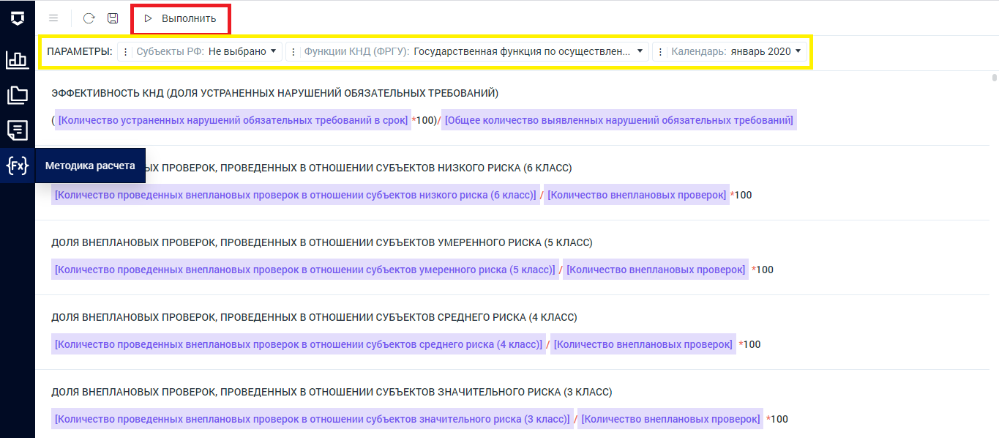 Выполнить
ПАРАМЕТРЫ: Субъекты РФ: Не выбрано Функции КНД (ФРГУ): Государственная функция по осуществлен... Календарь: январь 2020
ЭФФЕКТИВНОСТЬ КНД (ДОЛЯ УСТРАНЕННЫХ НАРУШЕНИЙ ОБЯЗАТЕЛЬНЫХ ТРЕБОВАНИЙ)
([Количество устраненных нарушений обязательных требований в срок] *100)/ [Общее количество выявленных нарушений обязательных требований]
{Fx} Методика расчета
ЫХ ПРОВЕРОК, ПРОВЕДЕННЫХ В ОТНОШЕНИИ СУБЪЕКТОВ НИЗКОГО РИСКА (6 КЛАСС)
[Количество проведенных внеплановых проверок в отношении субъектов низкого риска (6 класс)] / [Количество внеплановых проверок] *100
ДОЛЯ ВНЕПЛАНОВЫХ ПРОВЕРОК, ПРОВЕДЕННЫХ В ОТНОШЕНИИ СУБЪЕКТОВ УМЕРЕННОГО РИСКА (5 КЛАСС)
[Количество проведенных внеплановых проверок в отношении субъектов умеренного риска (5 класс)] / [Количество внеплановых проверок] *100
ДОЛЯ ВНЕПЛАНОВЫХ ПРОВЕРОК, ПРОВЕДЕННЫХ В ОТНОШЕНИИ СУБЪЕКТОВ СРЕДНЕГО РИСКА (4 КЛАСС)
[Количество проведенных внеплановых проверок в отношении субъектов среднего риска (4 класс)] / [Количество внеплановых проверок] *100
ДОЛЯ ВНЕПЛАНОВЫХ ПРОВЕРОК, ПРОВЕДЕННЫХ В ОТНОШЕНИИ СУБЪЕКТОВ ЗНАЧИТЕЛЬНОГО РИСКА (3 КЛАСС)
[Количество проведенных внеплановых проверок в отношении субъектов значительного риска (3 класс)] / [Количество внеплановых проверок] *100